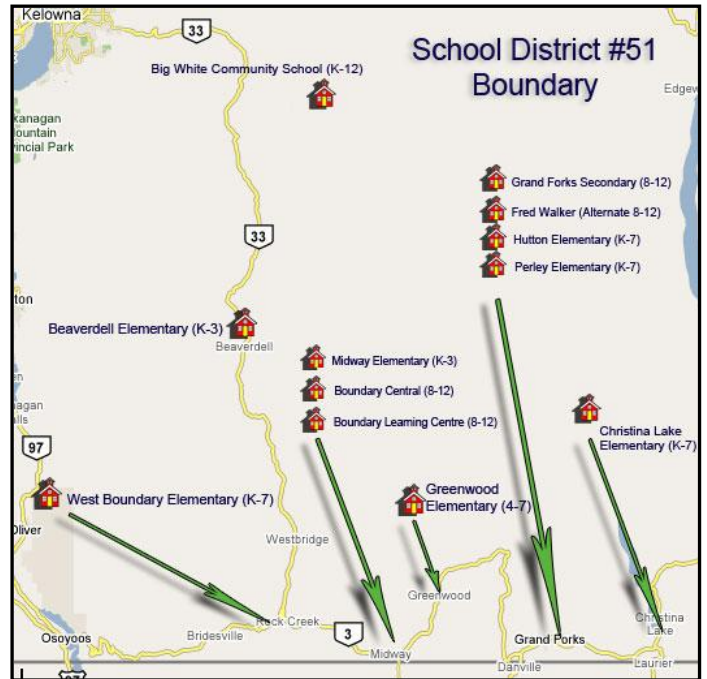 Kelowna
33
School District #51
Boundary
Big White Community School (K-12)
Edgew
kanagan
ountain
vincial Park
Grand Forks Secondary (8-12)
Fred Walker (Alternate 8-12)
33
Hutton Elementary (K-7)
Perley Elementary (K-7)
ton
Beaverdell Elementary (K-3)
Beaverdell
Midway Elementary (K-3)
Boundary Central (8-12)
Boundary Learning Centre (8-12)
Christina Lake
Elementary (K-7)
97
West Boundary Elementary (K-7)
Greenwood
Elementary (4-7)
Oliver
Westbridge
Greenwood
Rock Creek
Christina
Lake
Osoyoos
Bridesville
3
Grand Forks
Midway
Danville
Laurier
97